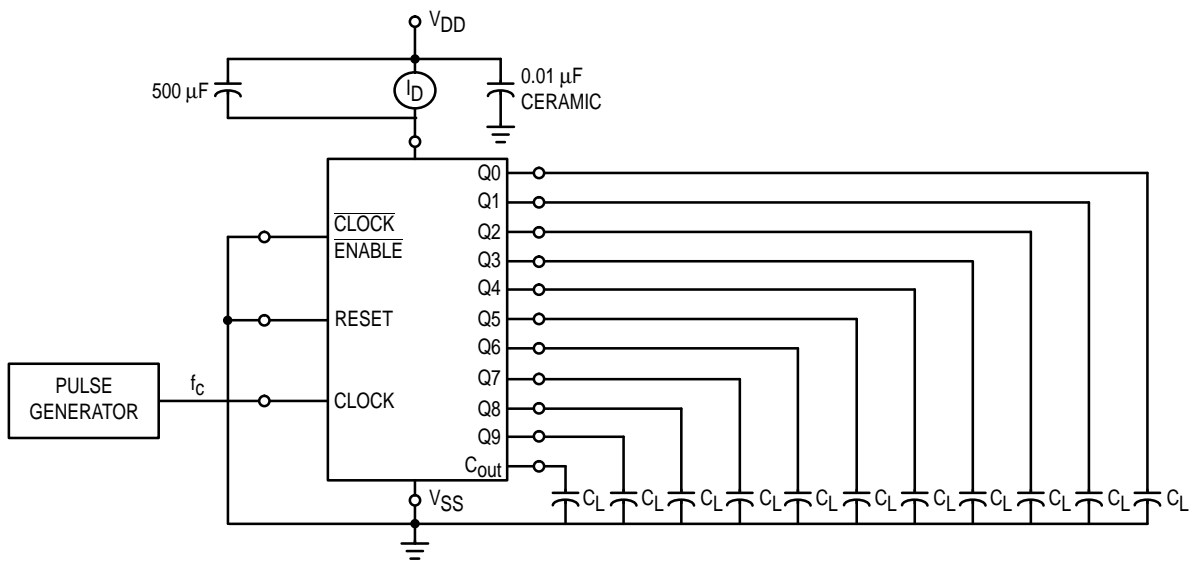 VDD
500 μF
ID
0.01 μF
CERAMIC
Q0
Q1
CLOCK
ENABLE
Q2
Q3
Q4
RESET
Q5
Q6
PULSE
GENERATOR
fc
CLOCK
Q7
Q8
Q9
Cout
VSS
CL
CL
CL
CL
CL
CL
CL
CL
CL
CL
CL